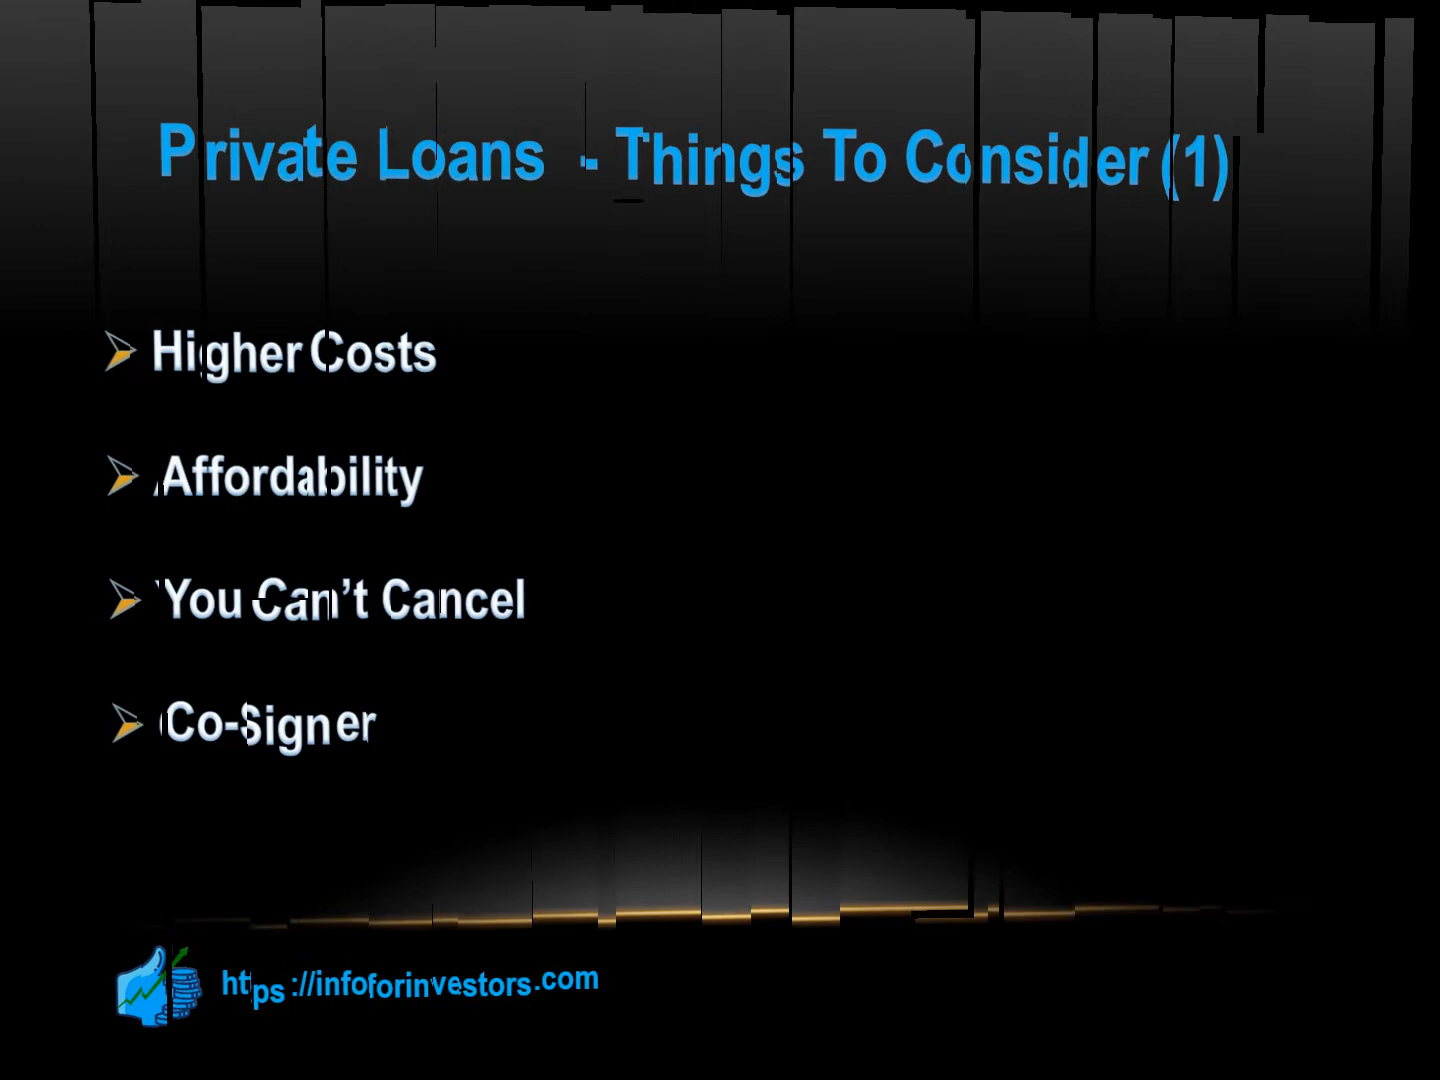 Private Loans - Things To Consider (1)
Higher Costs
Affordability
You Can’t Cancel
Co-Signer
https://infoforinvestors.com